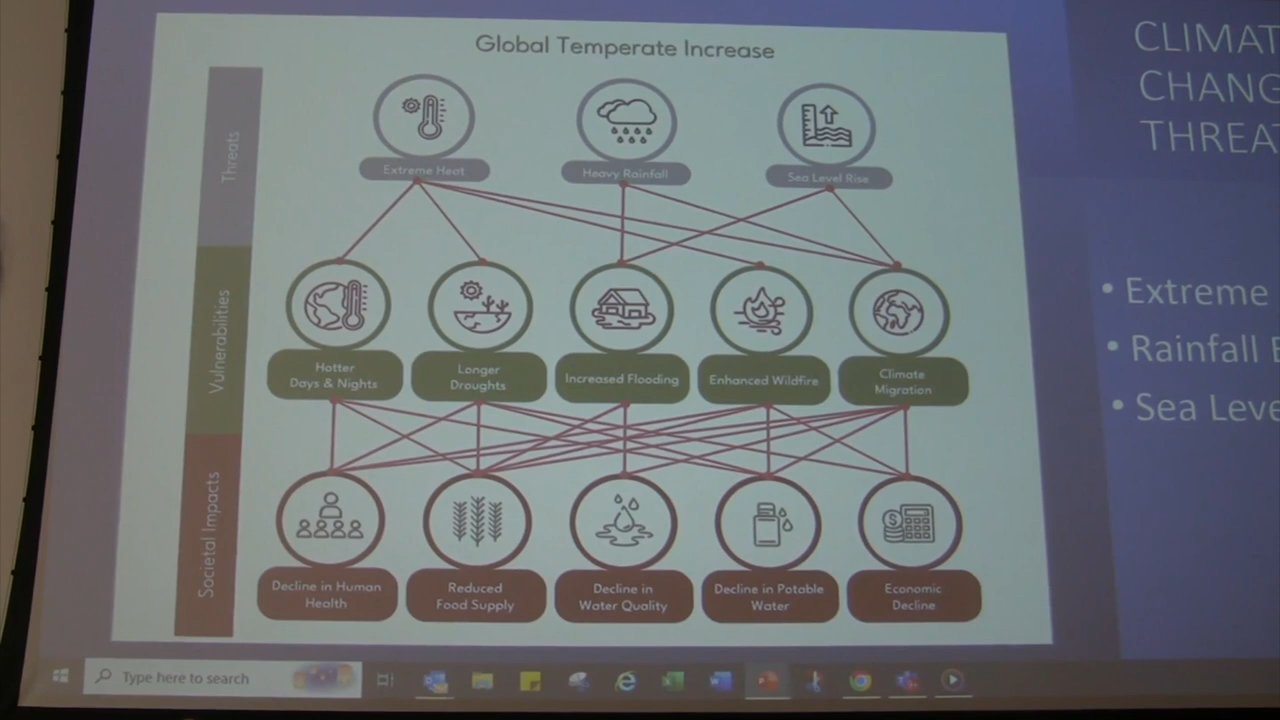 Global Temperate Increase
Threats
Extreme Heat
Heavy Rainfall
Sea Level Rise
Vulnerabilities
Hotter
Days & Nights
Longer
Droughts
Increased Flooding
Enhanced Wildfire
Climate
Migration
Societal Impacts
Decline in Human
Health
Reduced
Food Supply
Decline in
Water Quality
Decline in Potable
Water
Economic
Decline
CLIMAT
CHANG
THREA
• Extreme
• Rainfall E
• Sea Leve
Type here to search